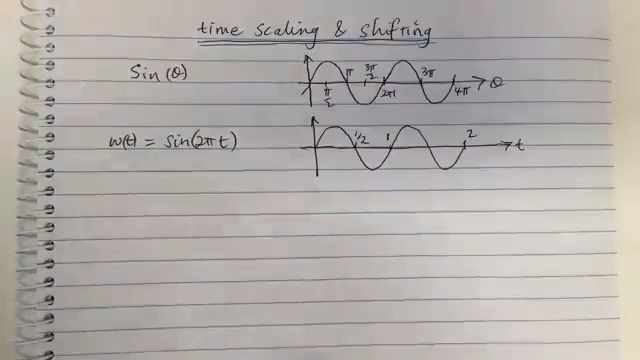 time scaling & shifting
Sin(θ)
π/2 π 3π/2 2π 3π 4π θ
w(t) = sin(2πt)
1/2 1 2 t